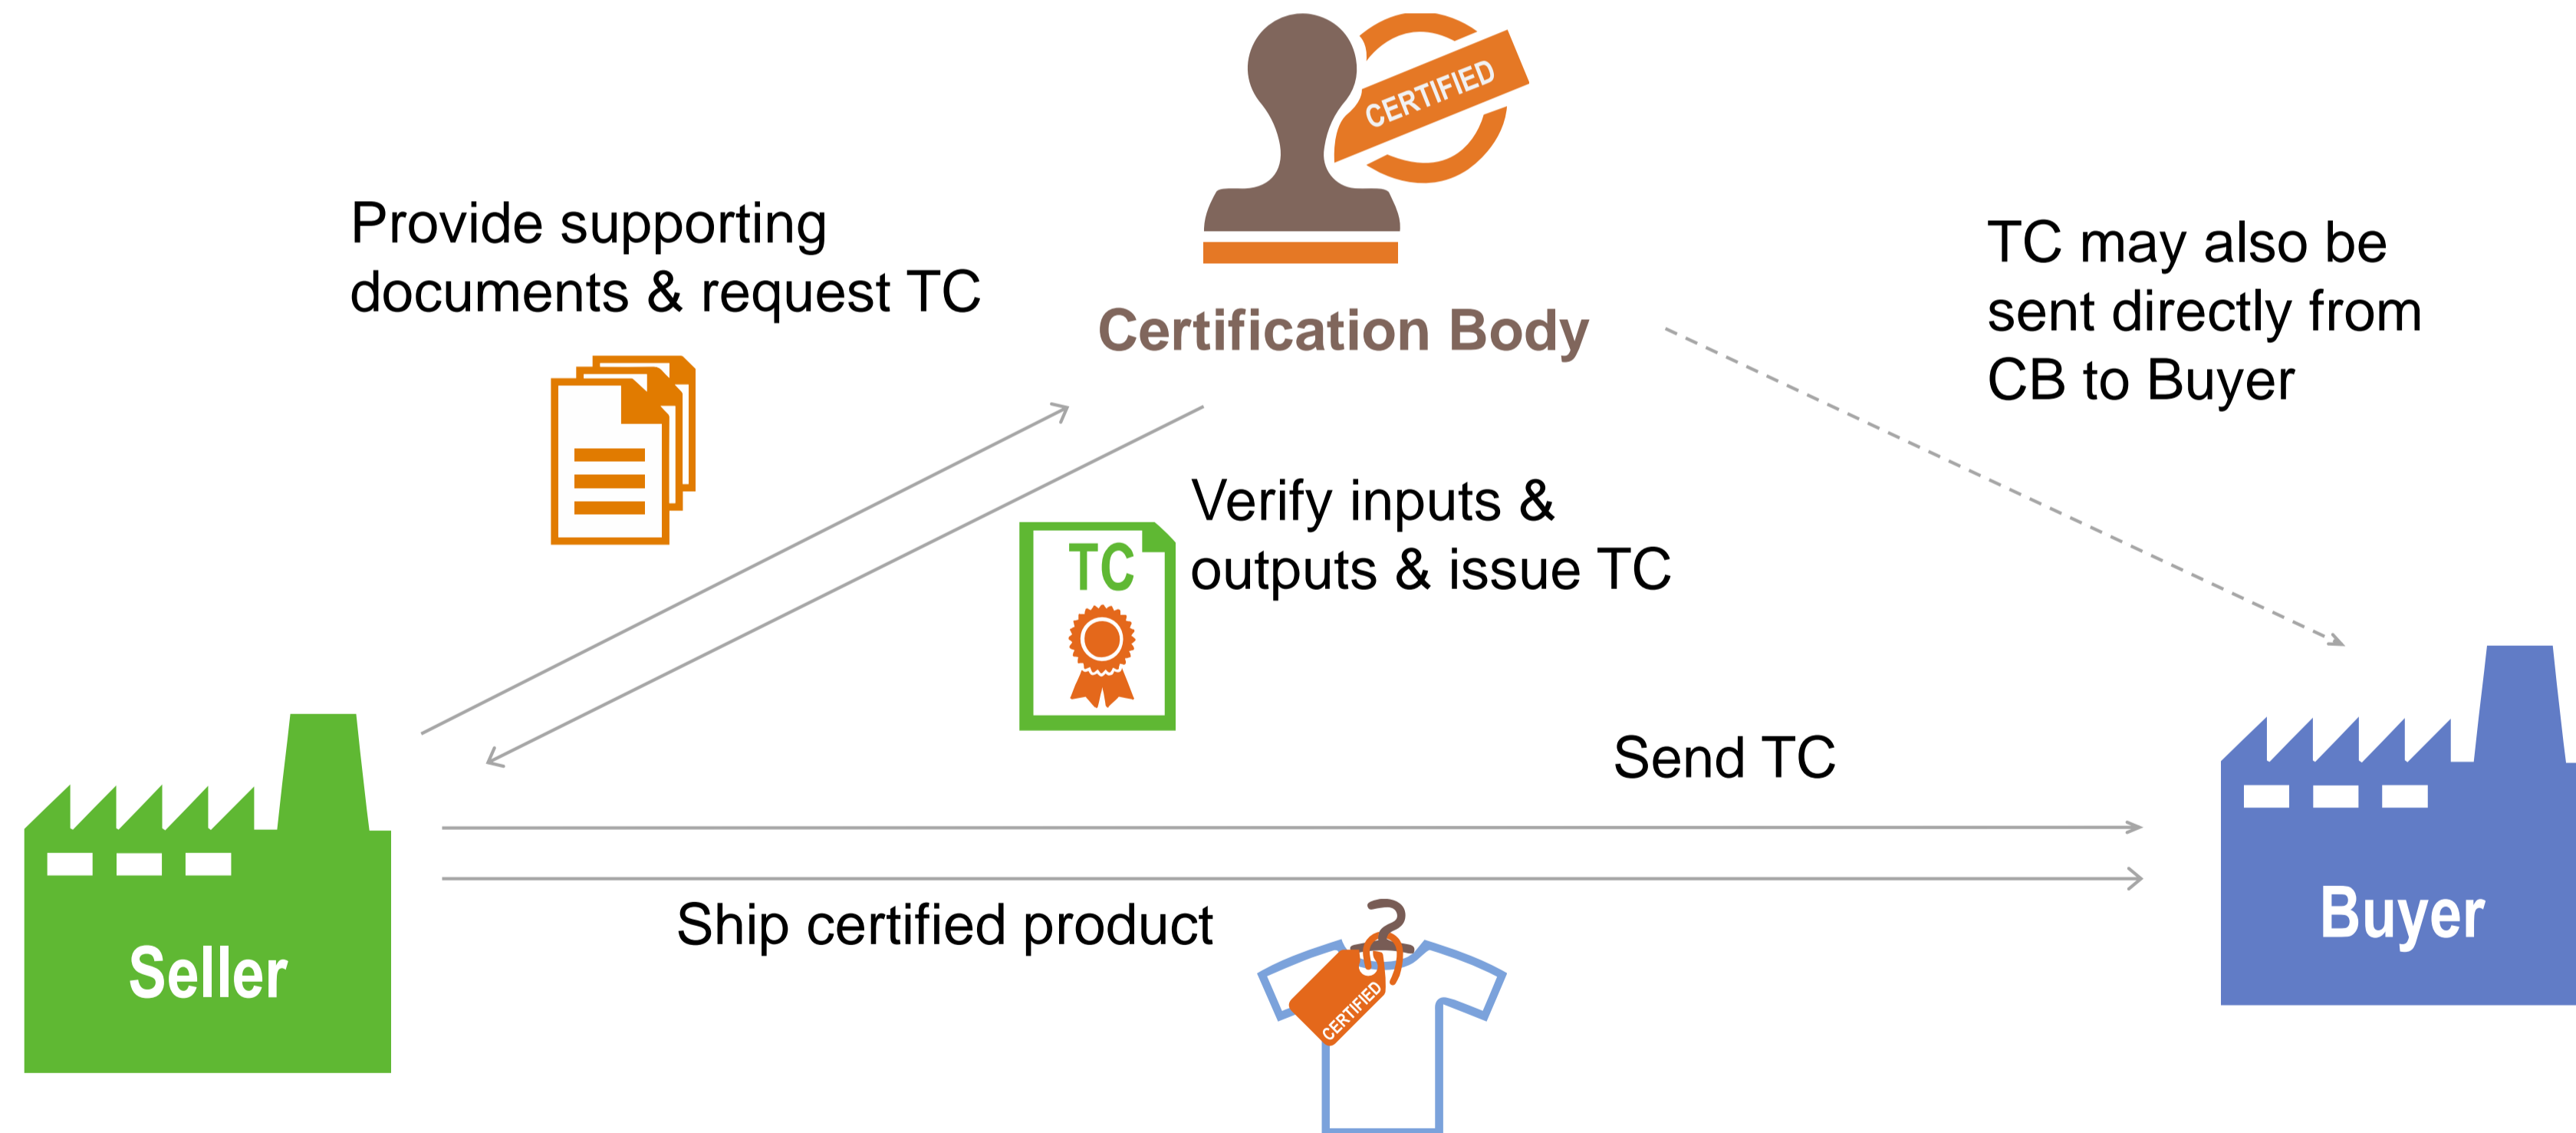 CERTIFIED
Certification Body
Provide supporting
documents & request TC
TC may also be
sent directly from
CB to Buyer
Verify inputs &
outputs & issue TC
TC
Send TC
Ship certified product
CERTIFIED
Seller
Buyer